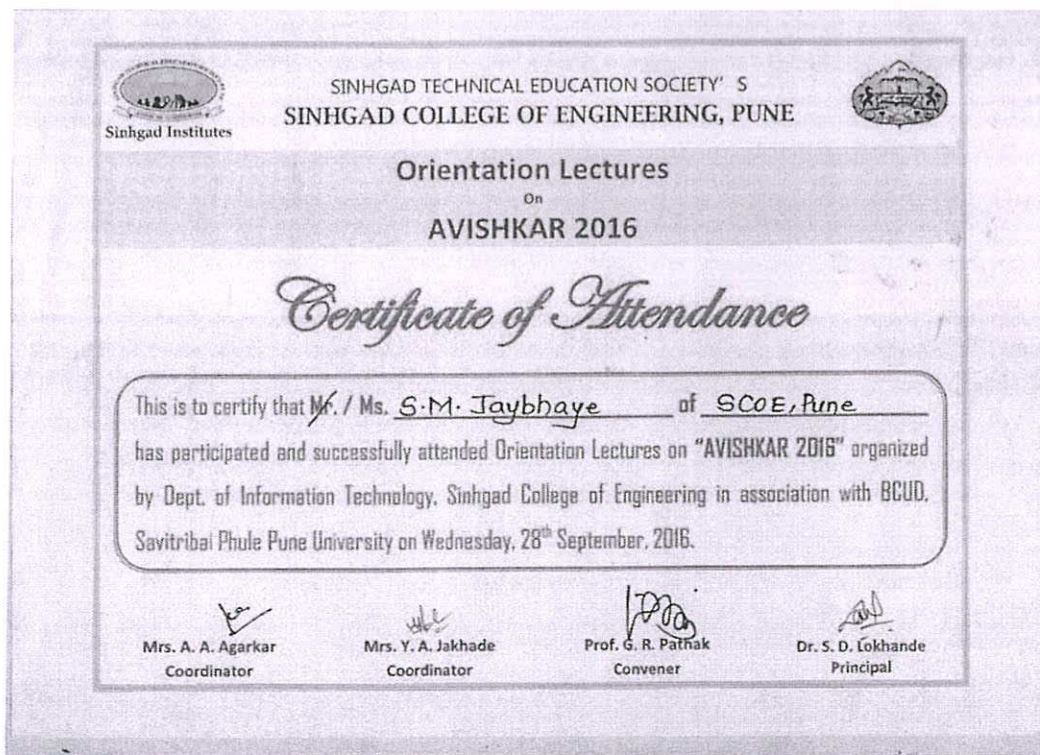 SINHGAD TECHNICAL EDUCATION SOCIETY' S
SINHGAD COLLEGE OF ENGINEERING, PUNE
Sinhgad Institutes
Orientation Lectures
On
AVISHKAR 2016
Certificate of Attendance
This is to certify that Mr. / Ms. S.M. Jaybhaye of SCOE, Pune
has participated and successfully attended Orientation Lectures on "AVISHKAR 2016" organized
by Dept. of Information Technology, Sinhgad College of Engineering in association with BCUD,
Savitribai Phule Pune University on Wednesday, 28th September, 2016.
Mrs. A. A. Agarkar Mrs. Y. A. Jakhade Prof. G. R. Pathak Dr. S. D. Lokhande
Coordinator Coordinator Convener Principal